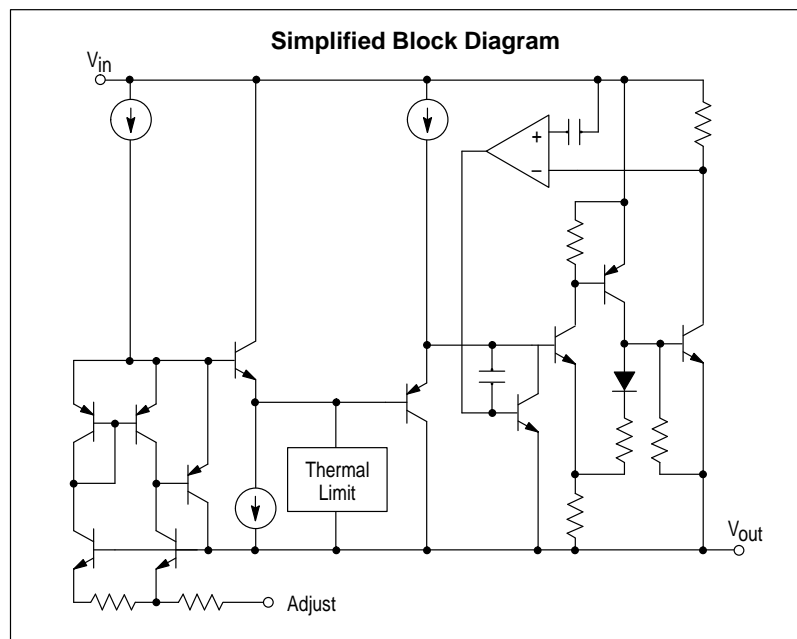 Simplified Block Diagram
Vin
+
−
Thermal
Limit
Vout
Adjust